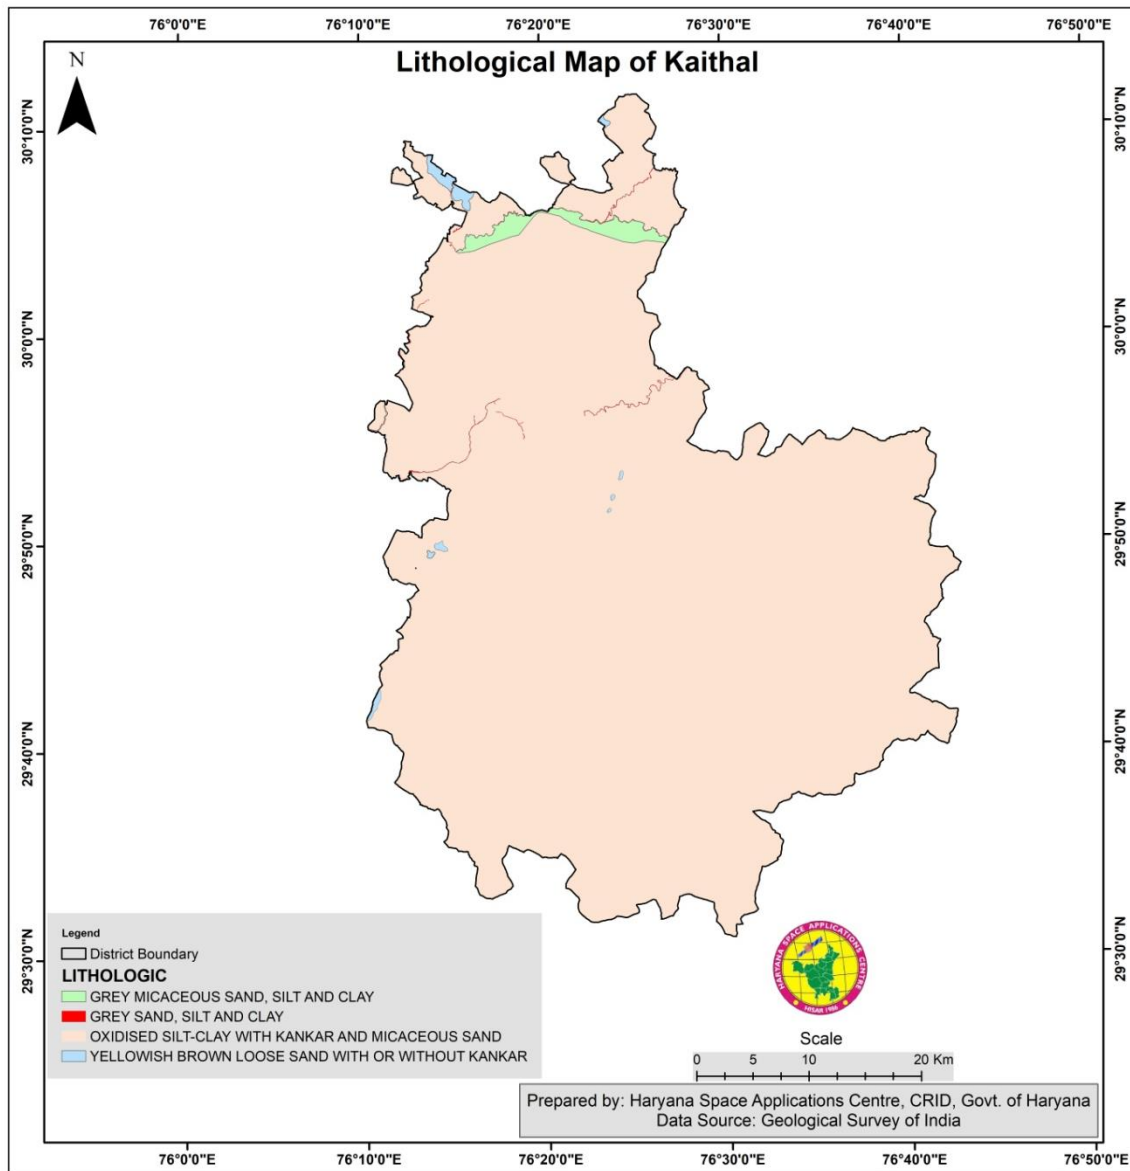 76°0'0"E 76°10'0"E 76°20'0"E 76°30'0"E 76°40'0"E 76°50'0"E
Lithological Map of Kaithal
N
30°10'0"N 30°10'0"N
30°0'0"N 30°0'0"N
29°50'0"N 29°50'0"N
29°40'0"N 29°40'0"N
29°30'0"N 29°30'0"N
Legend
District Boundary
LITHOLOGIC
GREY MICACEOUS SAND, SILT AND CLAY
GREY SAND, SILT AND CLAY
OXIDISED SILT-CLAY WITH KANKAR AND MICACEOUS SAND
YELLOWISH BROWN LOOSE SAND WITH OR WITHOUT KANKAR
HARYANA SPACE APPLICATIONS CENTRE
HISAR 1986
Scale
0 5 10 20 Km
Prepared by: Haryana Space Applications Centre, CRID, Govt. of Haryana
Data Source: Geological Survey of India
76°0'0"E 76°10'0"E 76°20'0"E 76°30'0"E 76°40'0"E 76°50'0"E